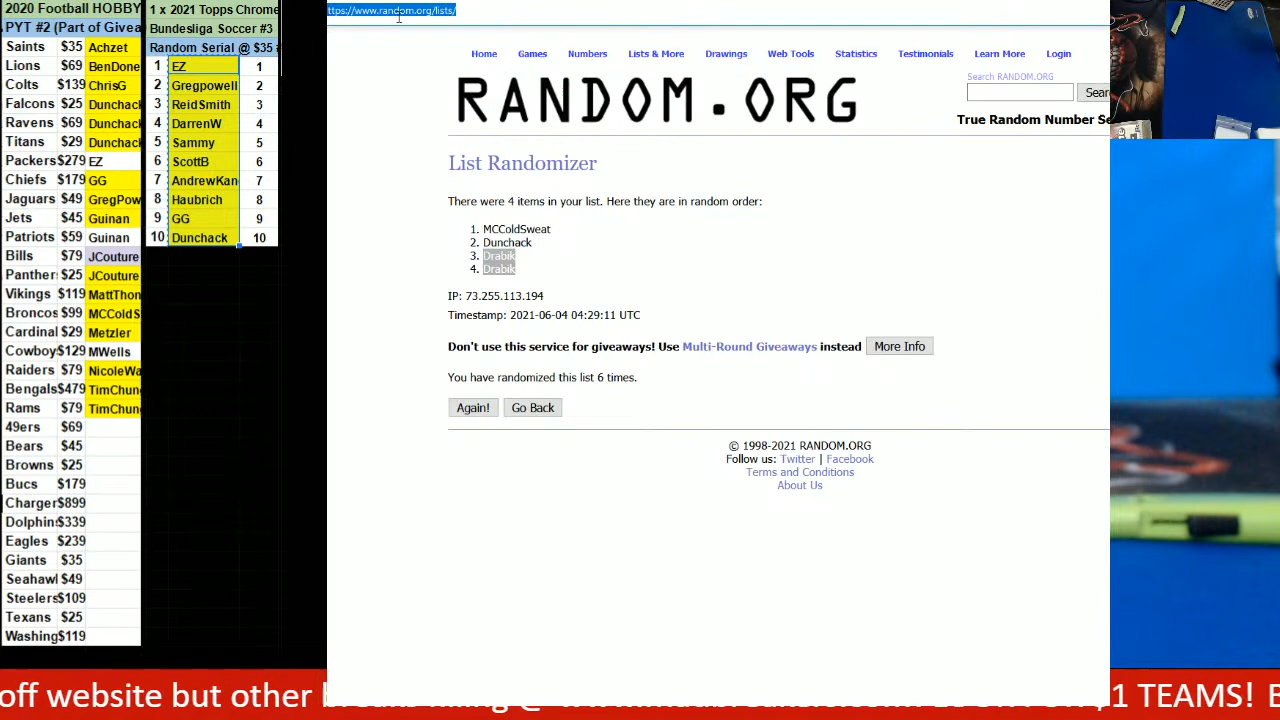 2020 Football HOBBY
PYT #2 (Part of Givea
Saints $35 Achzet
Lions $69 BenDone
Colts $139 ChrisG
Falcons $25 Dunchack
Ravens $69 Dunchack
Titans $29 Dunchack
Packers $279 EZ
Chiefs $179 GG
Jaguars $49 GregPow
Jets $45 Guinan
Patriots $59 Guinan
Bills $79 JCouture
Panthers $25 JCouture
Vikings $119 MattThon
Broncos $99 MCColdS
Cardinal $29 Metzler
Cowboy $129 MWells
Raiders $79 NicoleWa
Bengals $479 TimChung
Rams $79 TimChung
49ers $69
Bears $45
Browns $25
Bucs $179
Charger $899
Dolphins $339
Eagles $239
Giants $35
Seahawl $49
Steelers $109
Texans $25
Washing $119
1 x 2021 Topps Chrome
Bundesliga Soccer #3
Random Serial @ $35 #
1 EZ 1
2 Gregpowell 2
3 ReidSmith 3
4 DarrenW 4
5 Sammy 5
6 ScottB 6
7 AndrewKan 7
8 Haubrich 8
9 GG 9
10 Dunchack 10
ttps://www.random.org/lists/
Home Games Numbers Lists & More Drawings Web Tools Statistics Testimonials Learn More Login
RANDOM.ORG
Search RANDOM.ORG
Sear
True Random Number Se
List Randomizer
There were 4 items in your list. Here they are in random order:
1. MCColdSweat
2. Dunchack
3. Drabik
4. Drabik
IP: 73.255.113.194
Timestamp: 2021-06-04 04:29:11 UTC
Don't use this service for giveaways! Use Multi-Round Giveaways instead More Info
You have randomized this list 6 times.
Again! Go Back
© 1998-2021 RANDOM.ORG
Follow us: Twitter | Facebook
Terms and Conditions
About Us
off website but other 1 TEAMS! B